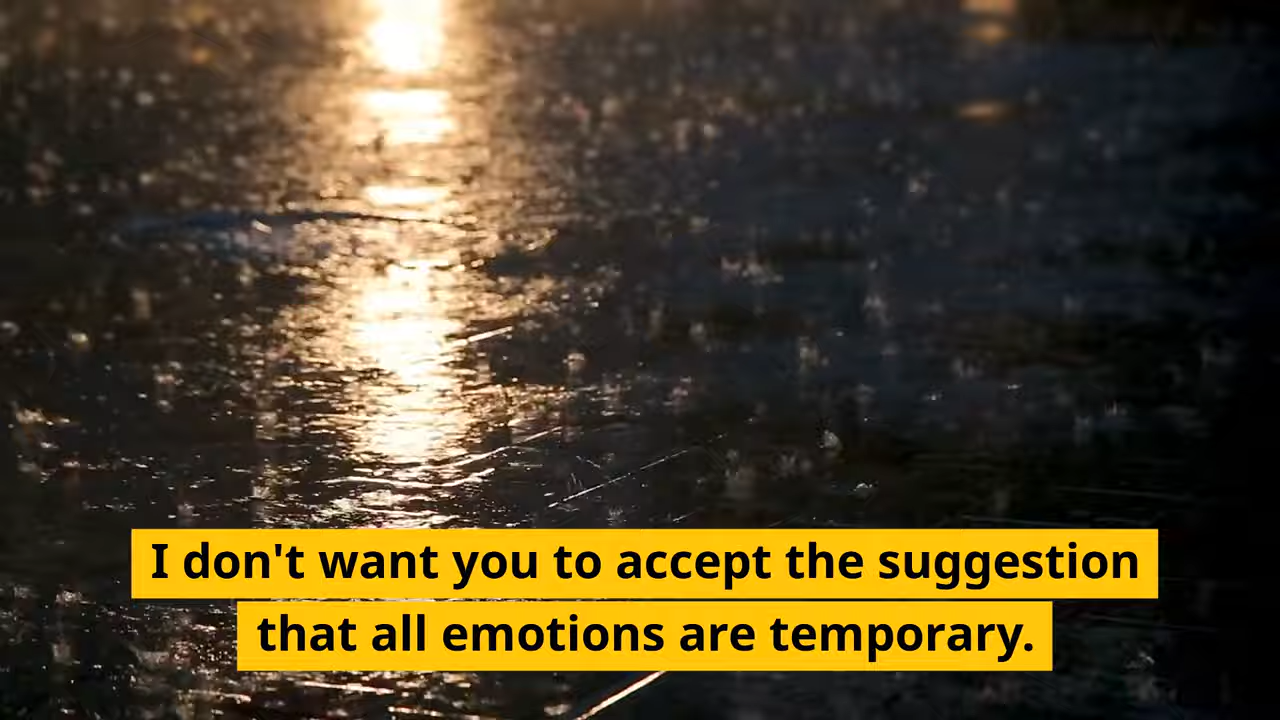 I don't want you to accept the suggestion
that all emotions are temporary.